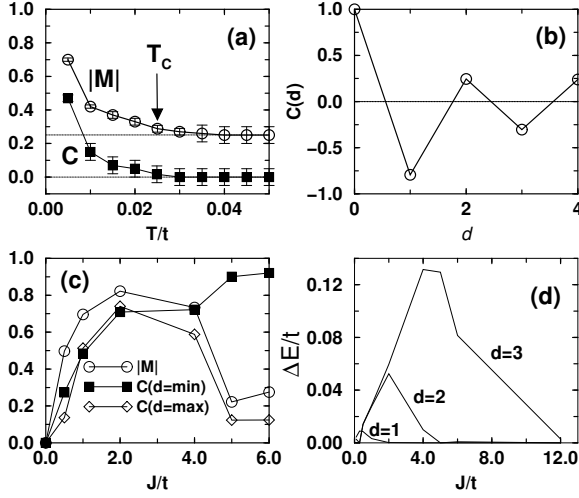 1.0
0.8
0.6
0.4
0.2
0.0
(a)
T_C
|M|
C
0.00
0.02
0.04
T/t
1.0
0.5
0.0
−0.5
−1.0
C(d)
(b)
0
1
2
3
4
d
1.0
0.8
0.6
0.4
0.2
0.0
(c)
|M|
C(d=min)
C(d=max)
0.0
2.0
4.0
6.0
J/t
0.12
0.08
0.04
0.00
ΔE/t
(d)
d=3
d=2
d=1
0.0
4.0
8.0
12.0
J/t